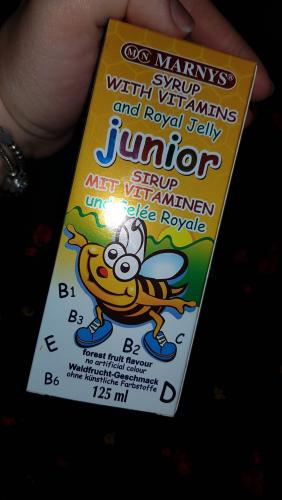 MN MARNYS®
SYRUP
WITH VITAMINS
and Royal Jelly
junior
SIRUP
MIT VITAMINEN
und Gelée Royale
B1
B3
B2
C
E
B6
D
forest fruit flavour
no artificial colour
Waldfrucht-Geschmack
ohne künstliche Farbstoffe
125 ml